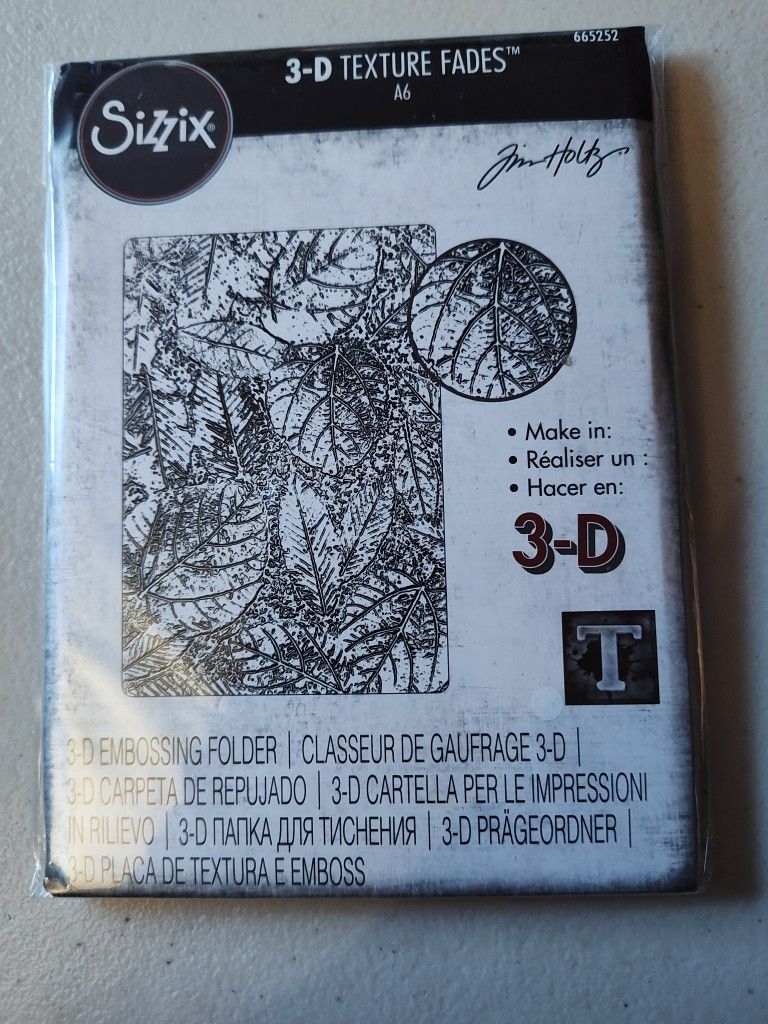 665252
3-D TEXTURE FADES™
A6
Sizzix®
Tim Holtz
• Make in:
• Réaliser un :
• Hacer en:
3-D
T
3-D EMBOSSING FOLDER | CLASSEUR DE GAUFRAGE 3-D |
3-D CARPETA DE REPUJADO | 3-D CARTELLA PER LE IMPRESSIONI
IN RILIEVO | 3-D ПАПКА ДЛЯ ТИСНЕНИЯ | 3-D PRÄGEORDNER |
3-D PLACA DE TEXTURA E EMBOSS